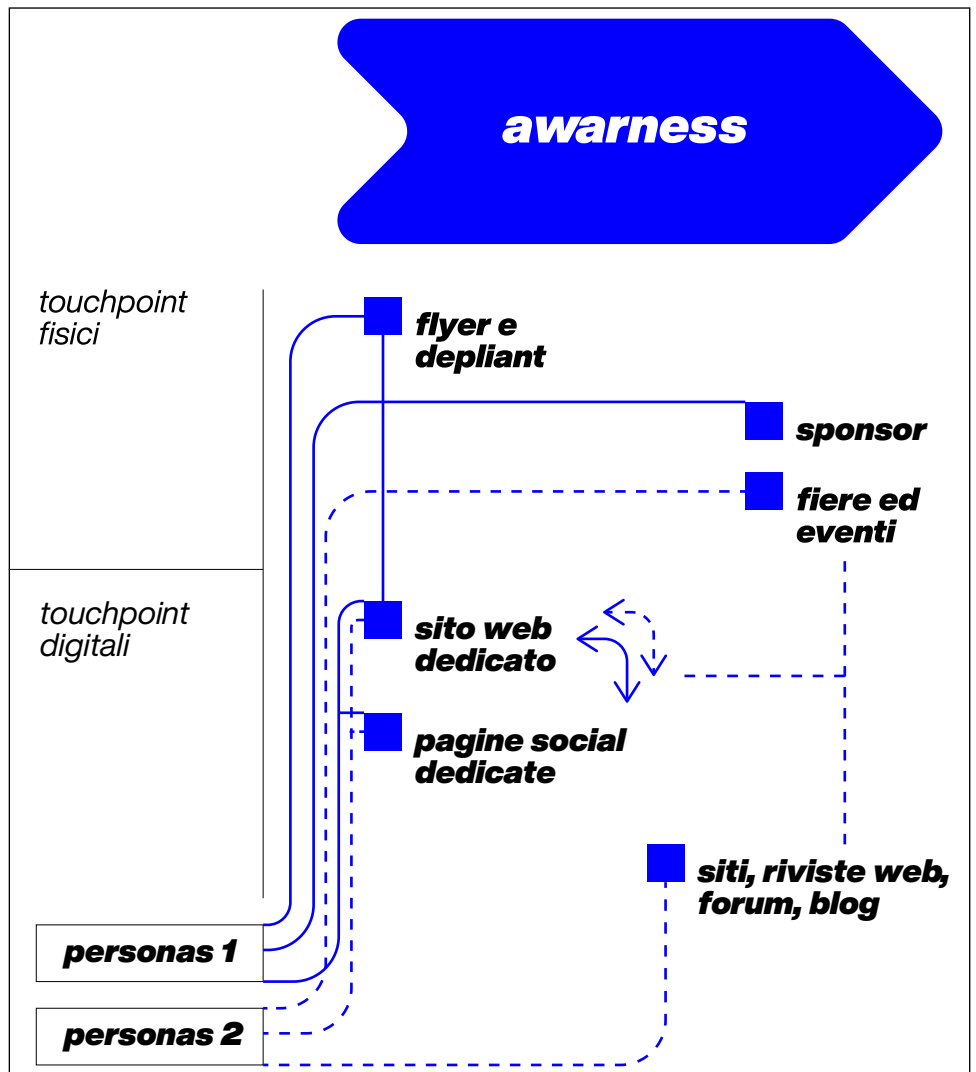 awarness
touchpoint
fisici
flyer e
depliant
sponsor
fiere ed
eventi
touchpoint
digitali
sito web
dedicato
pagine social
dedicate
siti, riviste web,
forum, blog
personas 1
personas 2